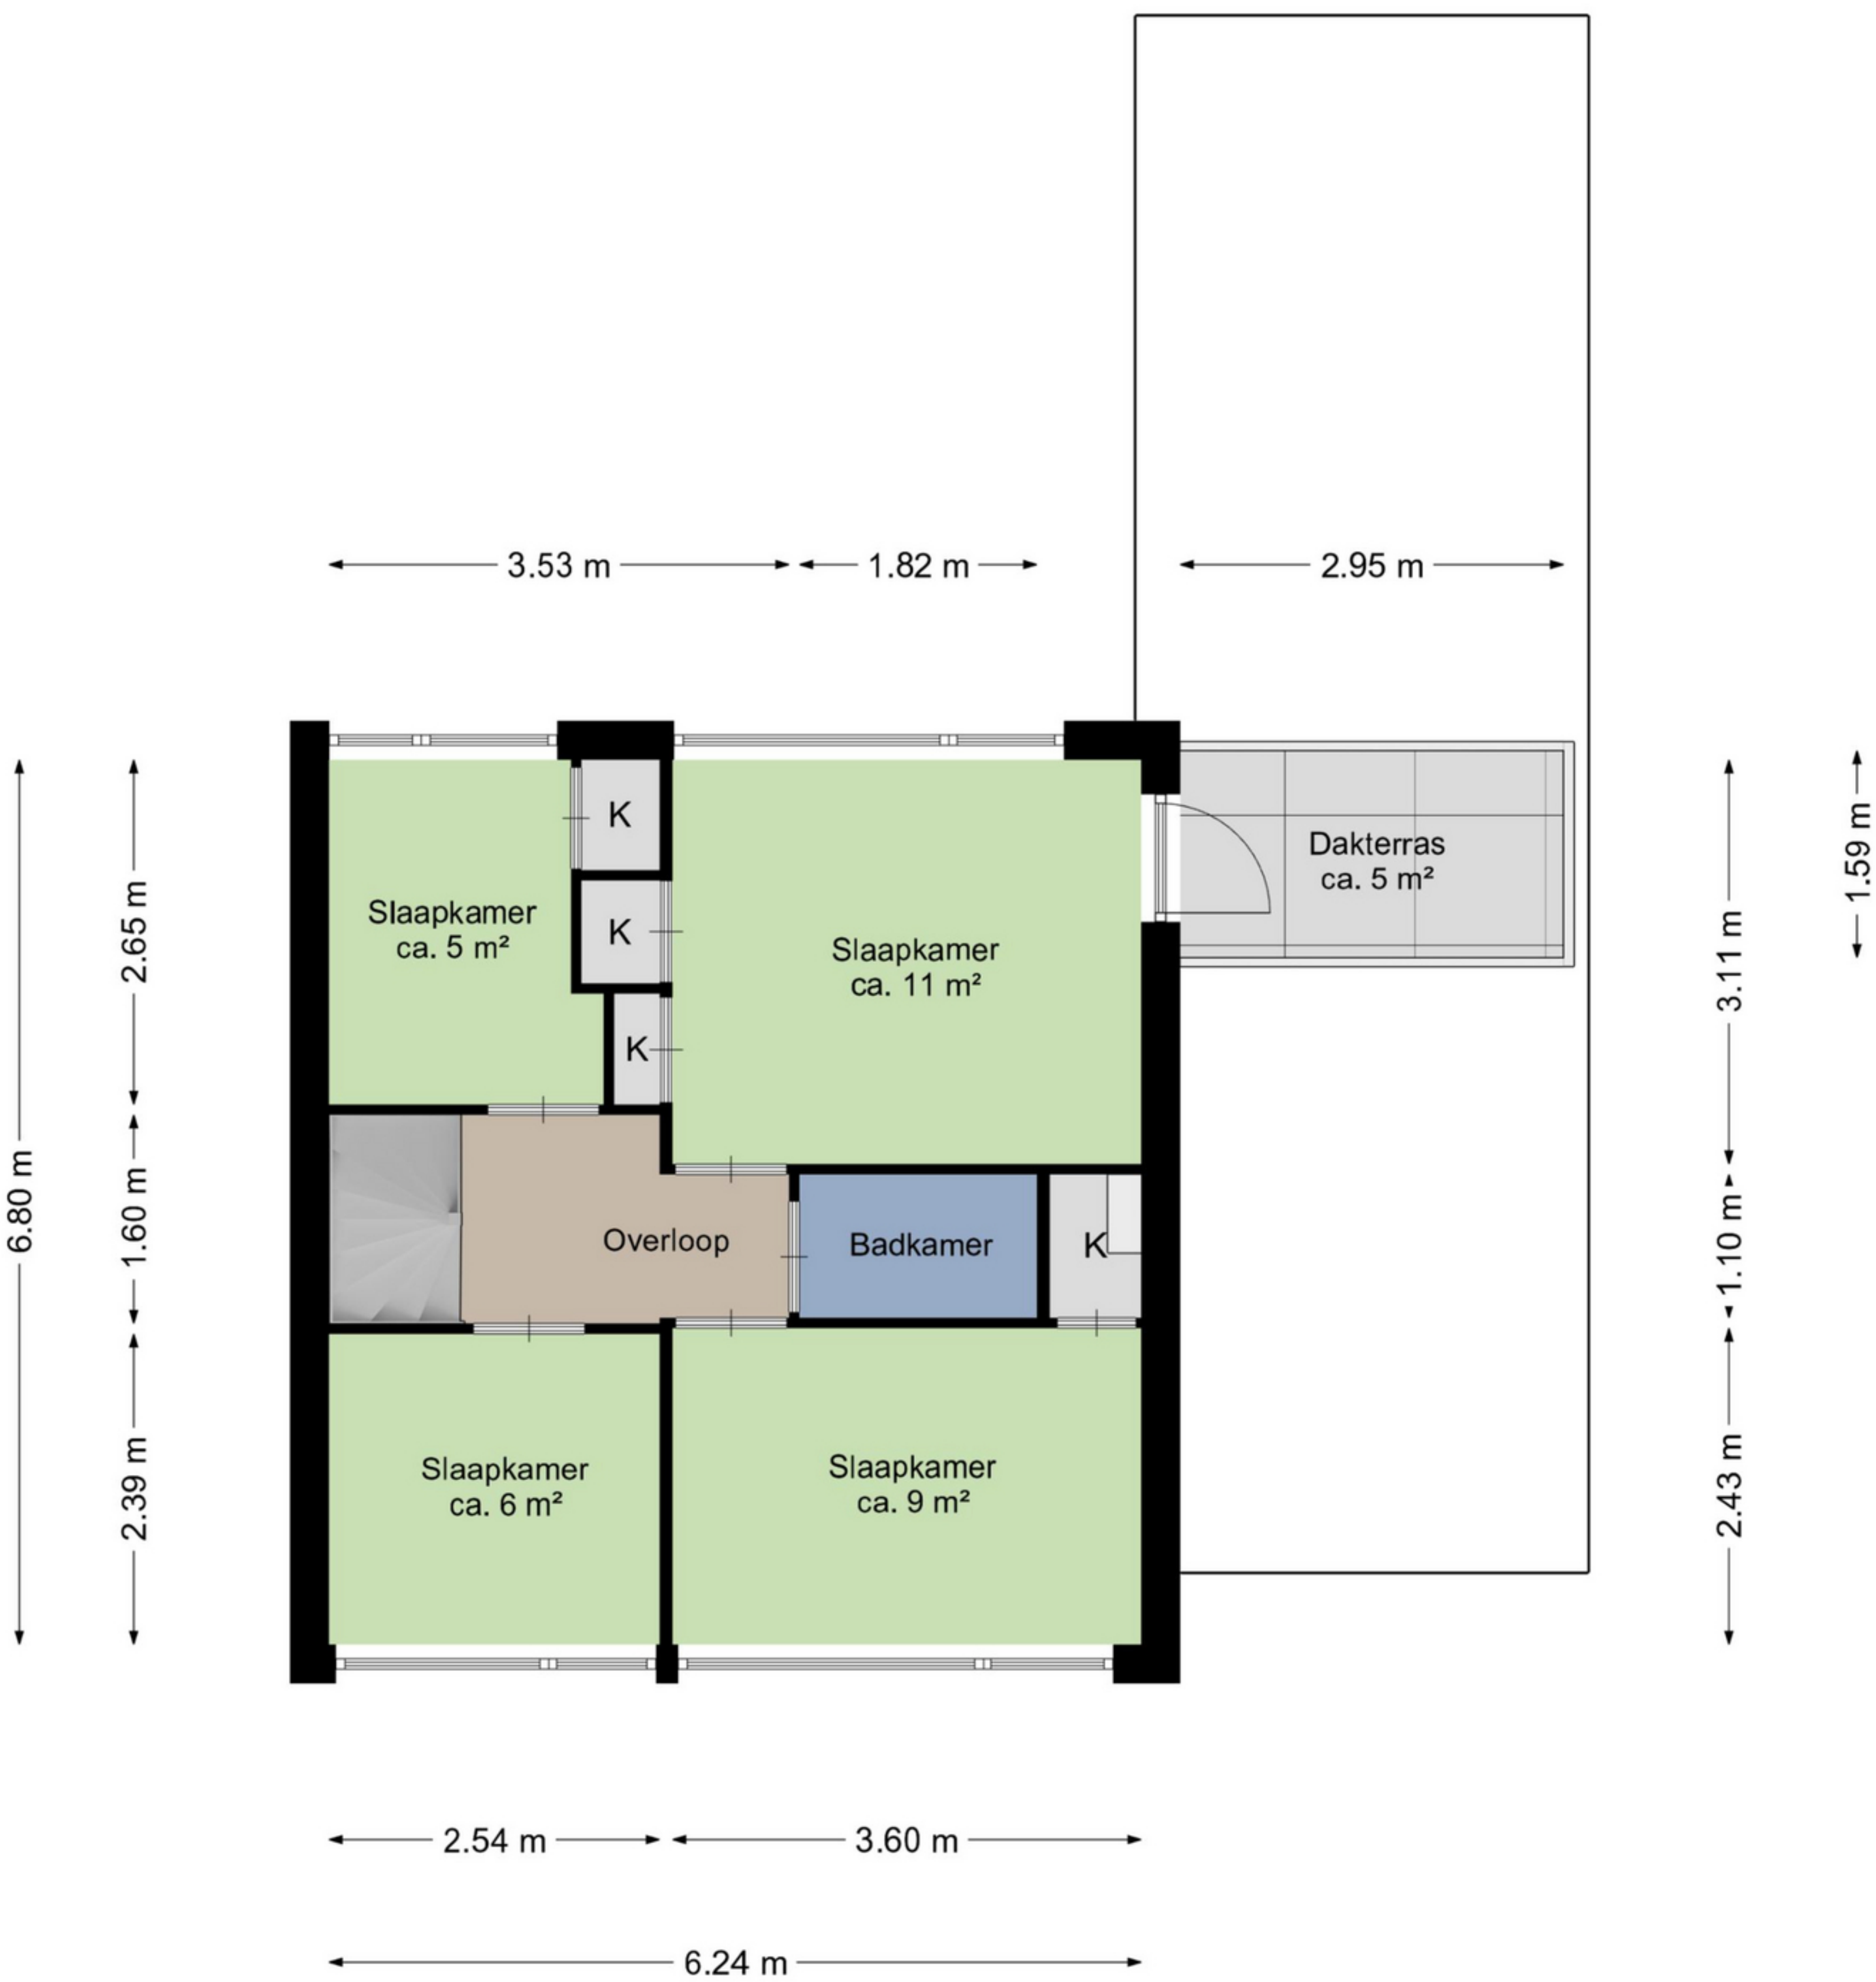 3.53 m
1.82 m
2.95 m
K
Dakterras
ca. 5 m²
1.59 m
Slaapkamer
ca. 5 m²
K
Slaapkamer
ca. 11 m²
2.65 m
3.11 m
K
6.80 m
1.60 m
Overloop
Badkamer
K
1.10 m
2.39 m
Slaapkamer
ca. 6 m²
Slaapkamer
ca. 9 m²
2.43 m
2.54 m
3.60 m
6.24 m